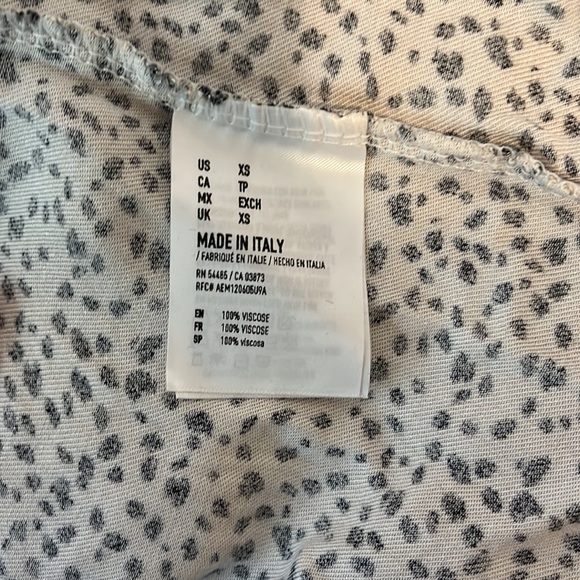 US XS
CA TP
MX EXCH
UK XS
MADE IN ITALY
/ FABRIQUÉ EN ITALIE / HECHO EN ITALIA
RN 54485 / CA 03873
RFC# AEM120605U9A
EN 100% VISCOSE
FR 100% VISCOSE
SP 100% viscosa